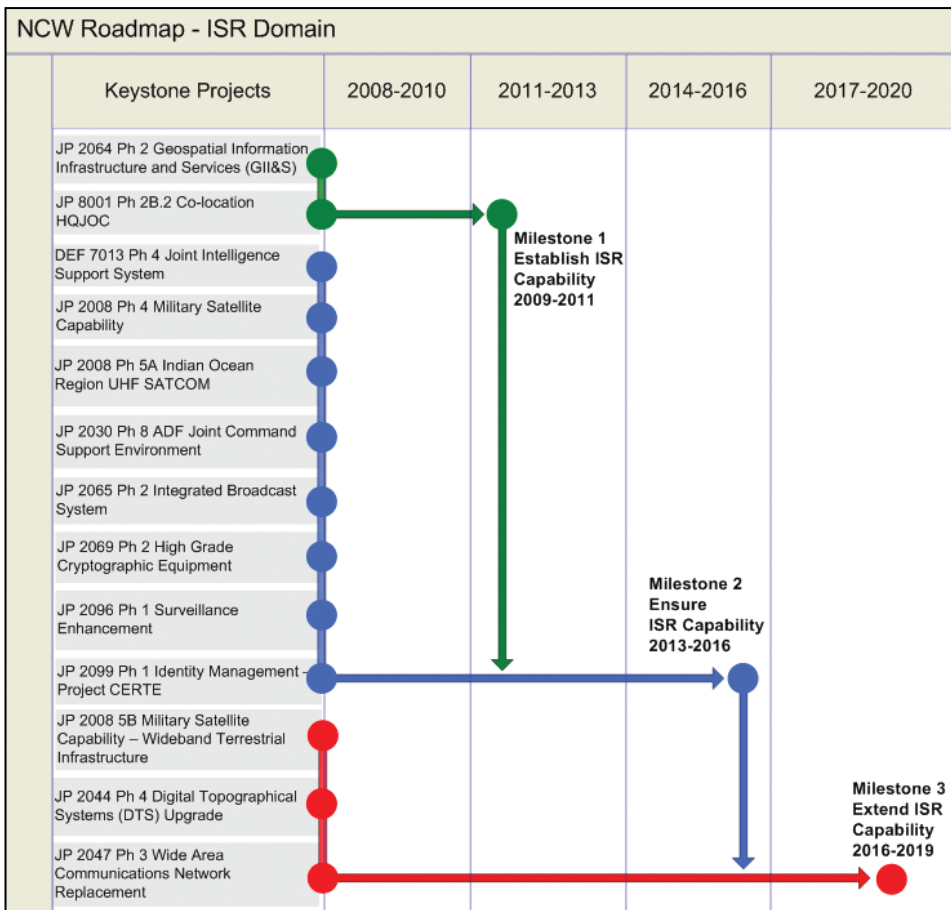 NCW Roadmap - ISR Domain
Keystone Projects
2008-2010
2011-2013
2014-2016
2017-2020
JP 2064 Ph 2 Geospatial Information
Infrastructure and Services (GII&S)
JP 8001 Ph 2B.2 Co-location
HQJOC
DEF 7013 Ph 4 Joint Intelligence
Support System
JP 2008 Ph 4 Military Satellite
Capability
JP 2008 Ph 5A Indian Ocean
Region UHF SATCOM
JP 2030 Ph 8 ADF Joint Command
Support Environment
JP 2065 Ph 2 Integrated Broadcast
System
JP 2069 Ph 2 High Grade
Cryptographic Equipment
JP 2096 Ph 1 Surveillance
Enhancement
JP 2099 Ph 1 Identity Management –
Project CERTE
JP 2008 5B Military Satellite
Capability – Wideband Terrestrial
Infrastructure
JP 2044 Ph 4 Digital Topographical
Systems (DTS) Upgrade
JP 2047 Ph 3 Wide Area
Communications Network
Replacement
Milestone 1
Establish ISR
Capability
2009-2011
Milestone 2
Ensure
ISR Capability
2013-2016
Milestone 3
Extend ISR
Capability
2016-2019